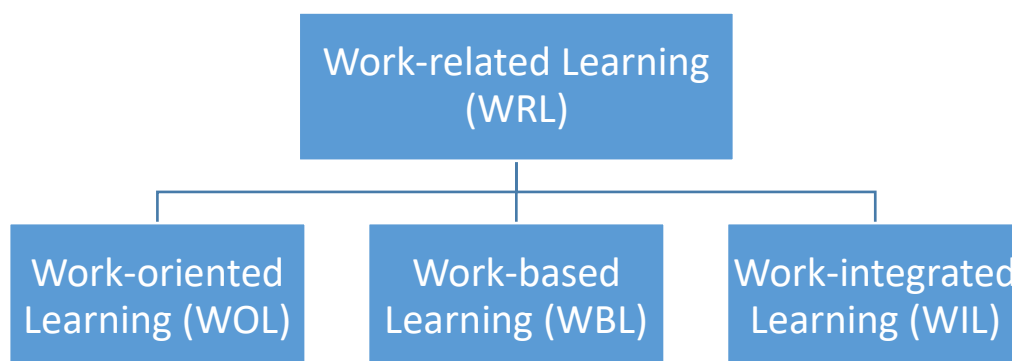 Work-related Learning
(WRL)
Work-oriented
Learning (WOL)
Work-based
Learning (WBL)
Work-integrated
Learning (WIL)